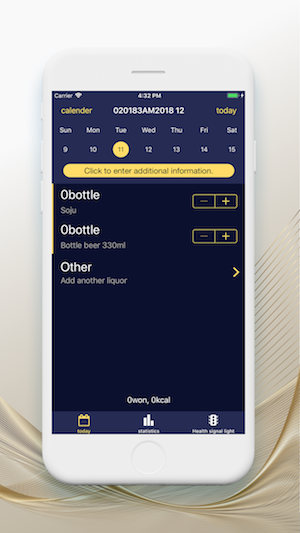 Carrier 4:32 PM
calender 020183AM2018 12 today
Sun Mon Tue Wed Thu Fri Sat
9 10 11 12 13 14 15
Click to enter additional information.
0bottle
Soju
0bottle
Bottle beer 330ml
Other
Add another liquor
0won, 0kcal
today statistics Health signal light